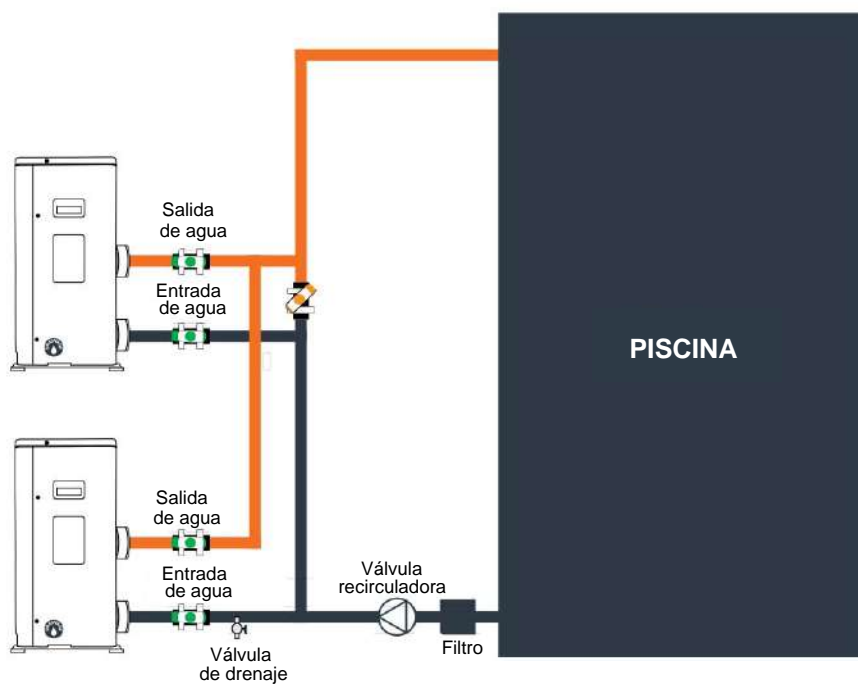 Salida
de agua
Entrada
de agua
PISCINA
Salida
de agua
Entrada
de agua
Válvula
recirculadora
Válvula
de drenaje
Filtro